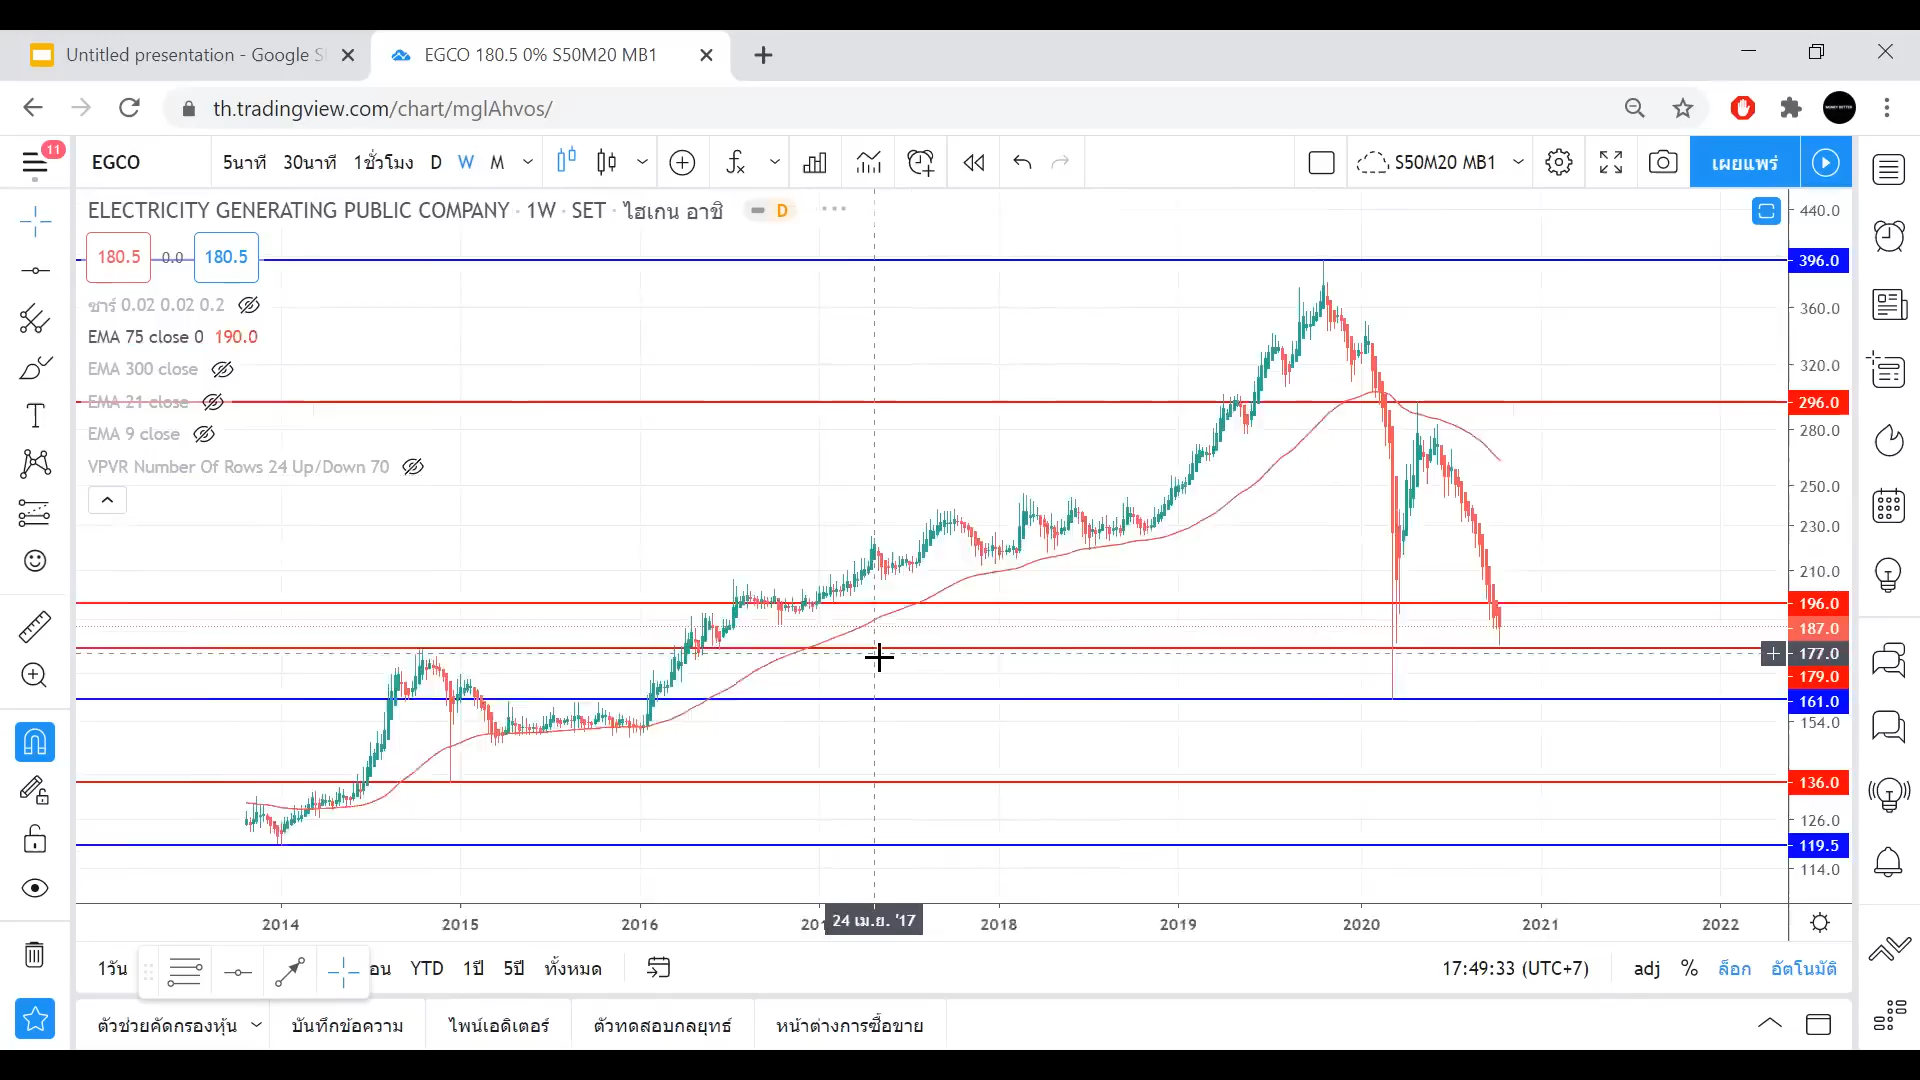 Untitled presentation - Google Sl
EGCO 180.5 0% S50M20 MB1
th.tradingview.com/chart/mglAhvos/
11
EGCO
5นาที 30นาที 1ชั่วโมง D W M
S50M20 MB1
เผยแพร่
ELECTRICITY GENERATING PUBLIC COMPANY · 1W · SET · ไฮเกน อาชิ
D
180.5 0.0 180.5
ซาร์ 0.02 0.02 0.2
EMA 75 close 0 190.0
EMA 300 close
EMA 21 close
EMA 9 close
VPVR Number Of Rows 24 Up/Down 70
440.0
396.0
360.0
320.0
296.0
280.0
250.0
230.0
210.0
196.0
187.0
177.0
179.0
161.0
154.0
136.0
126.0
119.5
114.0
2014 2015 2016 201 24 เม.ย. '17 2018 2019 2020 2021 2022
1วัน อน YTD 1ปี 5ปี ทั้งหมด
17:49:33 (UTC+7) adj % ล็อก อัตโนมัติ
ตัวช่วยคัดกรองหุ้น บันทึกข้อความ ไพน์เอดิเตอร์ ตัวทดสอบกลยุทธ์ หน้าต่างการซื้อขาย